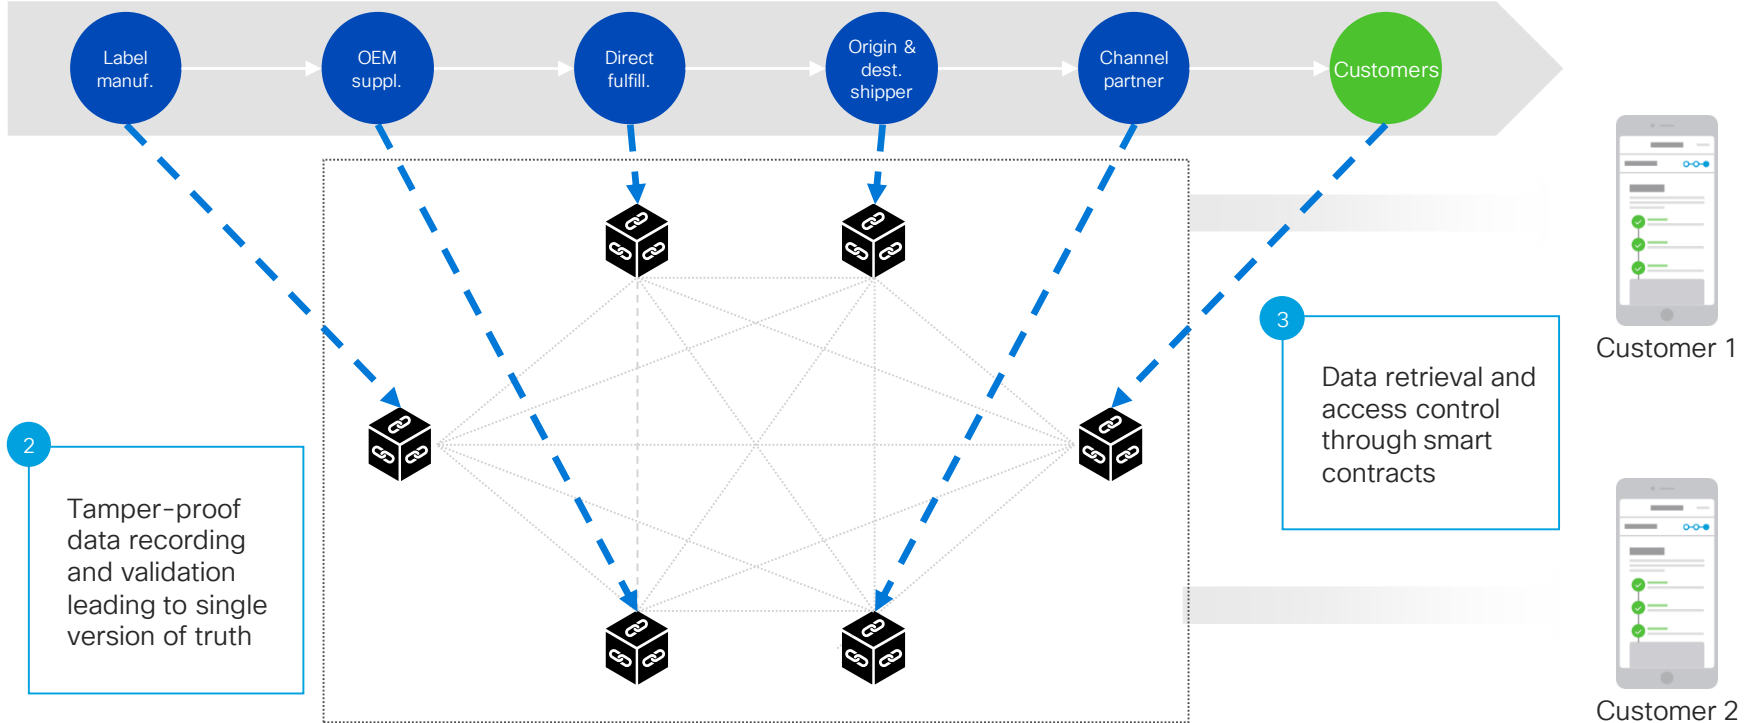 Label
manuf.
OEM
suppl.
Direct
fulfill.
Origin &
dest.
shipper
Channel
partner
Customers
Customer 1
3
Data retrieval and
access control
through smart
contracts
2
Tamper-proof
data recording
and validation
leading to single
version of truth
Customer 2